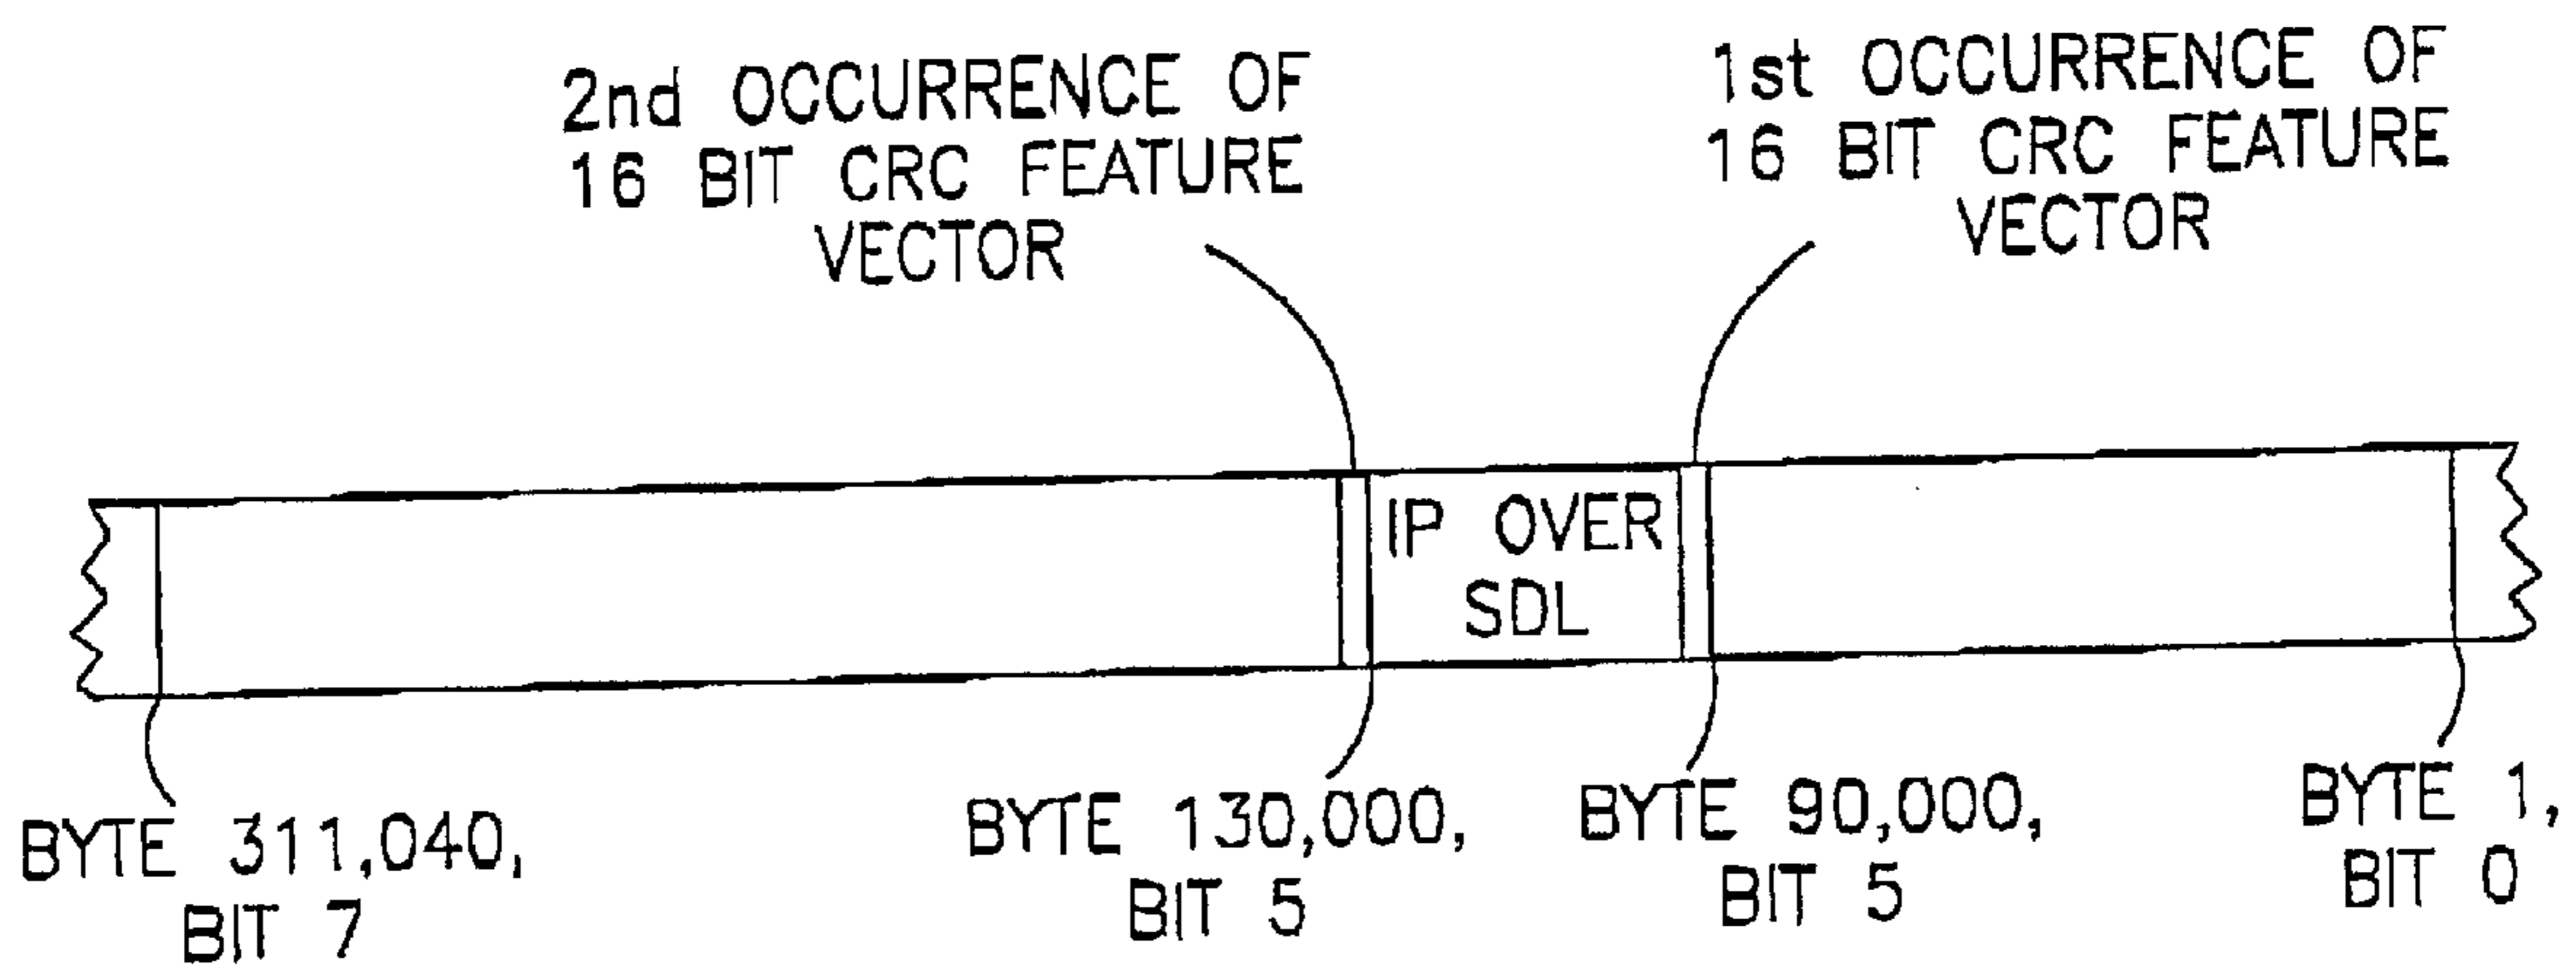 2nd OCCURRENCE OF
16 BIT CRC FEATURE
VECTOR
1st OCCURRENCE OF
16 BIT CRC FEATURE
VECTOR
IP OVER
SDL
BYTE 311,040,
BIT 7
BYTE 130,000,
BIT 5
BYTE 90,000,
BIT 5
BYTE 1,
BIT 0